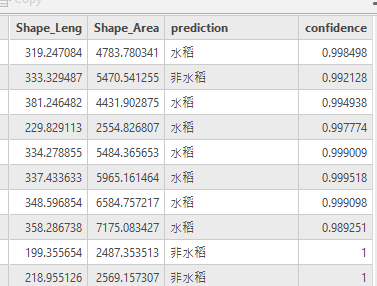 Copy
Shape_Leng Shape_Area prediction confidence
319.247084 4783.780341 水稻 0.998498
333.329487 5470.541255 非水稻 0.992128
381.246482 4431.902875 水稻 0.994938
229.829113 2554.826807 水稻 0.997774
334.278855 5484.365653 水稻 0.999009
337.433633 5965.161464 水稻 0.999518
348.596854 6584.757217 水稻 0.999098
358.286738 7175.083427 水稻 0.989251
199.355654 2487.353513 非水稻 1
218.955126 2569.157307 非水稻 1